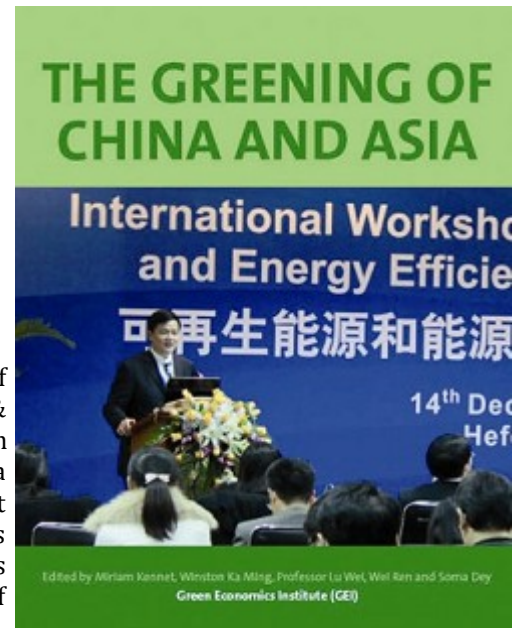 THE GREENING OF
CHINA AND ASIA
International Worksho
and Energy Efficie
可再生能源和能源
14th Dec
Hefe
Edited by Miriam Kennet, Winston Ka Ming, Professor Lu Wei, Wei Ren and Soma Dey
Green Economics Institute (GEI)
f
&
n
a
t
s
s
f